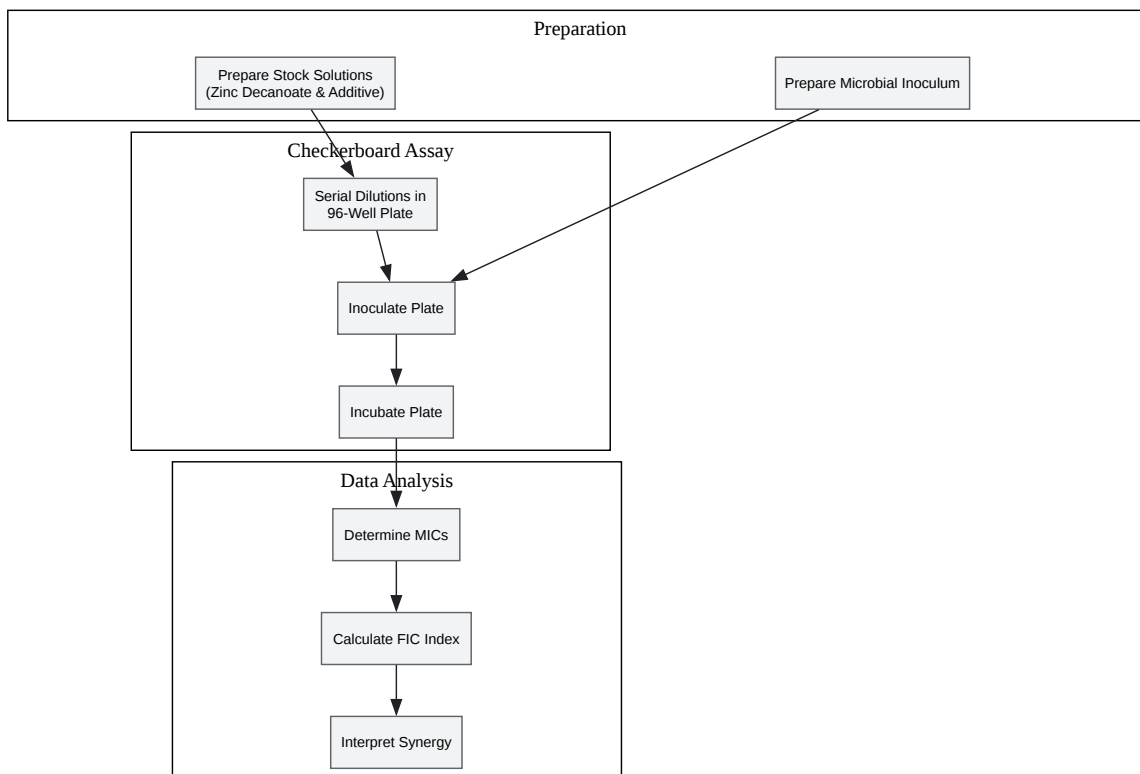 Preparation
Prepare Stock Solutions
(Zinc Decanoate & Additive)
Prepare Microbial Inoculum
Checkerboard Assay
Serial Dilutions in
96-Well Plate
Inoculate Plate
Incubate Plate
Data Analysis
Determine MICs
Calculate FIC Index
Interpret Synergy